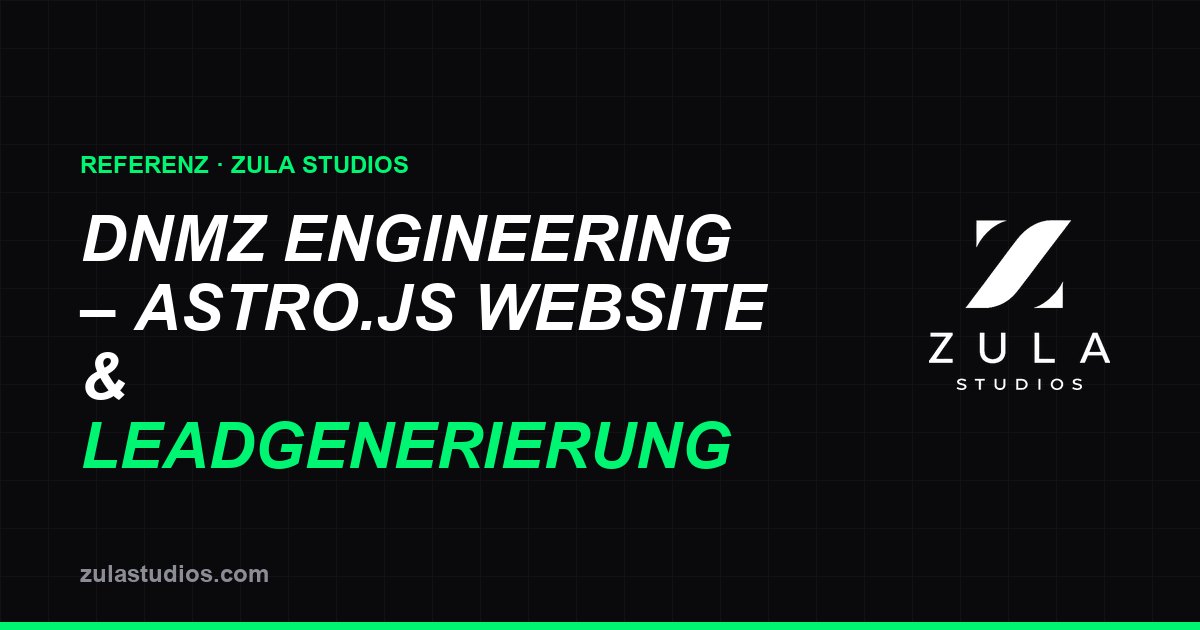 REFERENZ · ZULA STUDIOS
DNMZ ENGINEERING
– ASTRO.JS WEBSITE
&
LEADGENERIERUNG
ZULA
STUDIOS
zulastudios.com